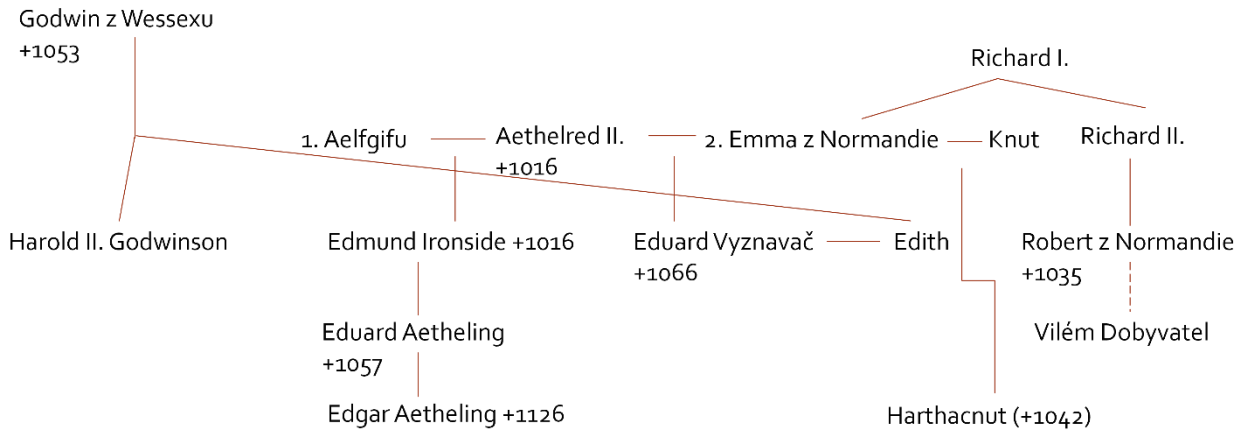 Godwin z Wessexu
+1053
Richard I.
1. Aelfgifu
Aethelred II.
+1016
2. Emma z Normandie
Knut
Richard II.
Harold II. Godwinson
Edmund Ironside +1016
Eduard Vyznavač
+1066
Edith
Robert z Normandie
+1035
Eduard Aetheling
+1057
Vilém Dobyvatel
Edgar Aetheling +1126
Harthacnut (+1042)